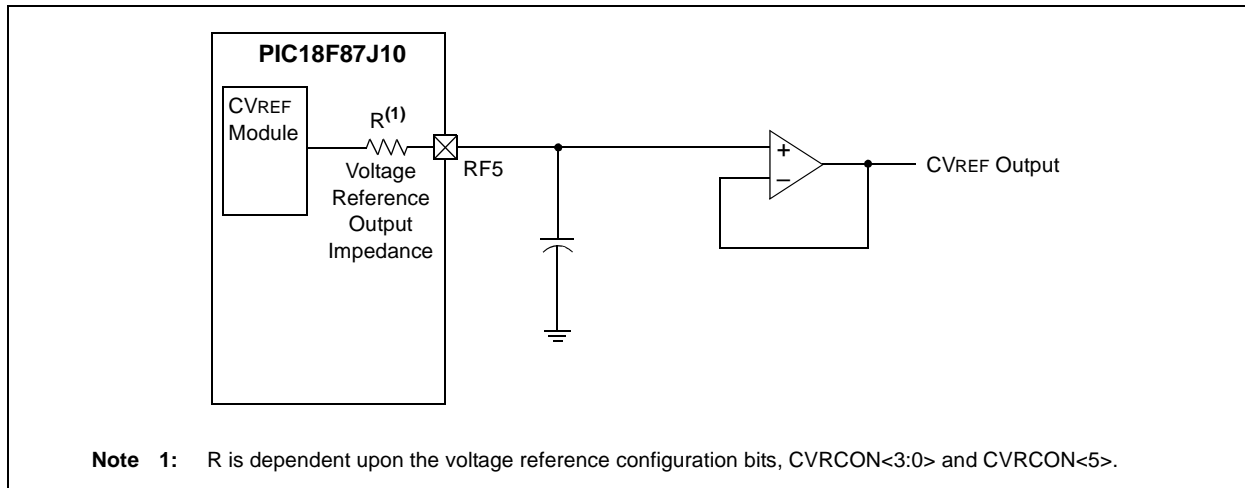 PIC18F87J10
CVREF
Module
R(1)
Voltage
Reference
Output
Impedance
RF5
+
–
CVREF Output
Note 1: R is dependent upon the voltage reference configuration bits, CVRCON<3:0> and CVRCON<5>.